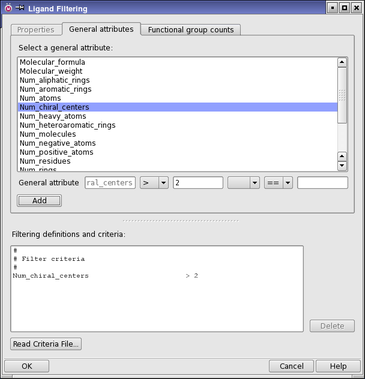 Ligand Filtering
Properties
General attributes
Functional group counts
Select a general attribute:
Molecular_formula
Molecular_weight
Num_aliphatic_rings
Num_aromatic_rings
Num_atoms
Num_chiral_centers
Num_heavy_atoms
Num_heteroaromatic_rings
Num_molecules
Num_negative_atoms
Num_positive_atoms
Num_residues
Num_rings
General attribute ral_centers > 2 ==
Add
Filtering definitions and criteria:
#
# Filter criteria
#
Num_chiral_centers > 2
Delete
Read Criteria File...
OK
Cancel
Help